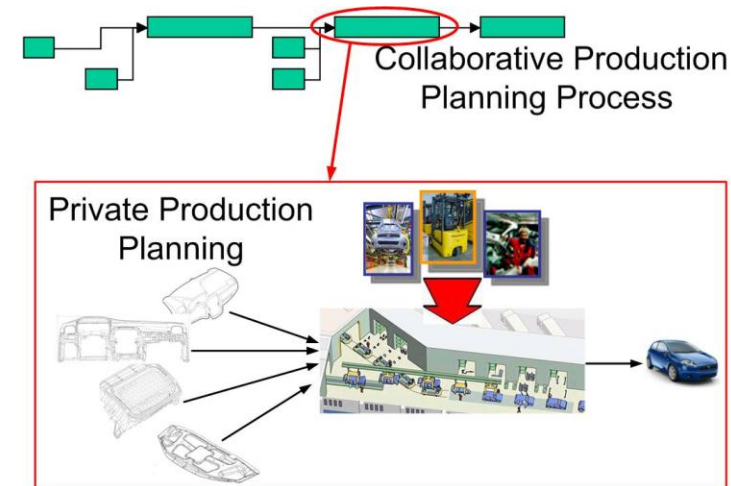 Collaborative Production
Planning Process
Private Production
Planning